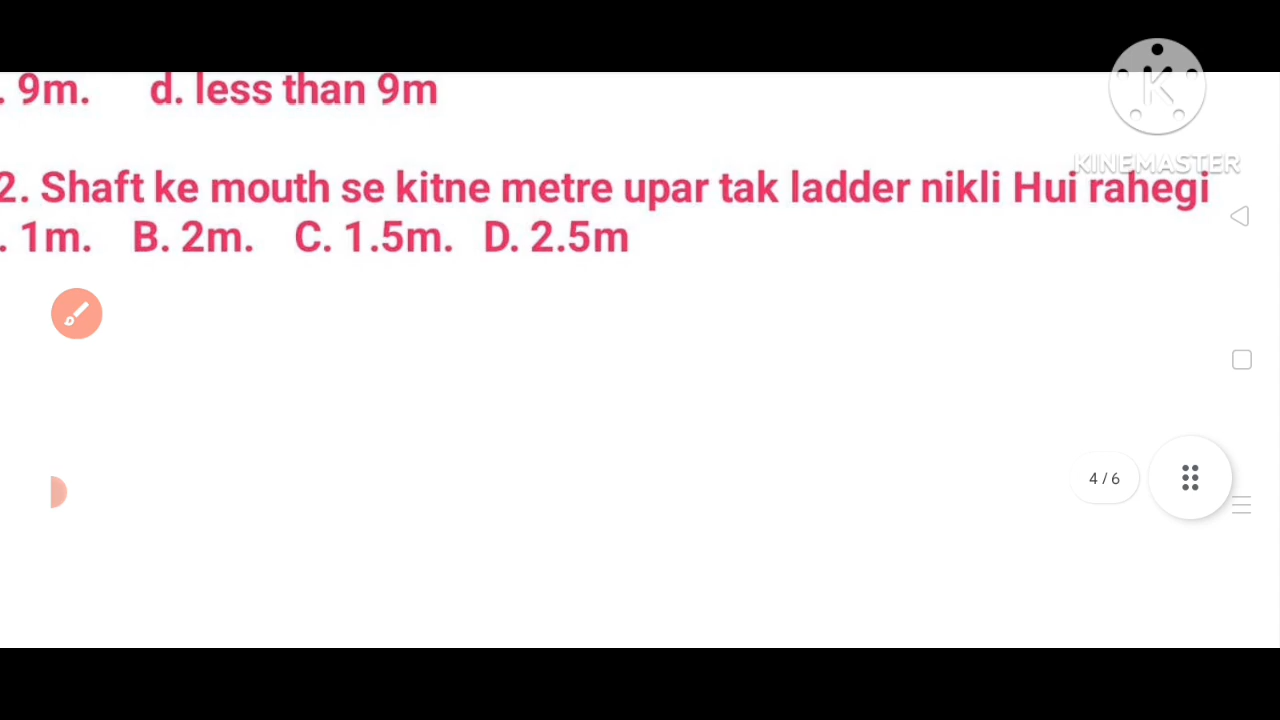 . 9m. d. less than 9m
KINEMASTER
2. Shaft ke mouth se kitne metre upar tak ladder nikli Hui rahegi
. 1m. B. 2m. C. 1.5m. D. 2.5m
4 / 6